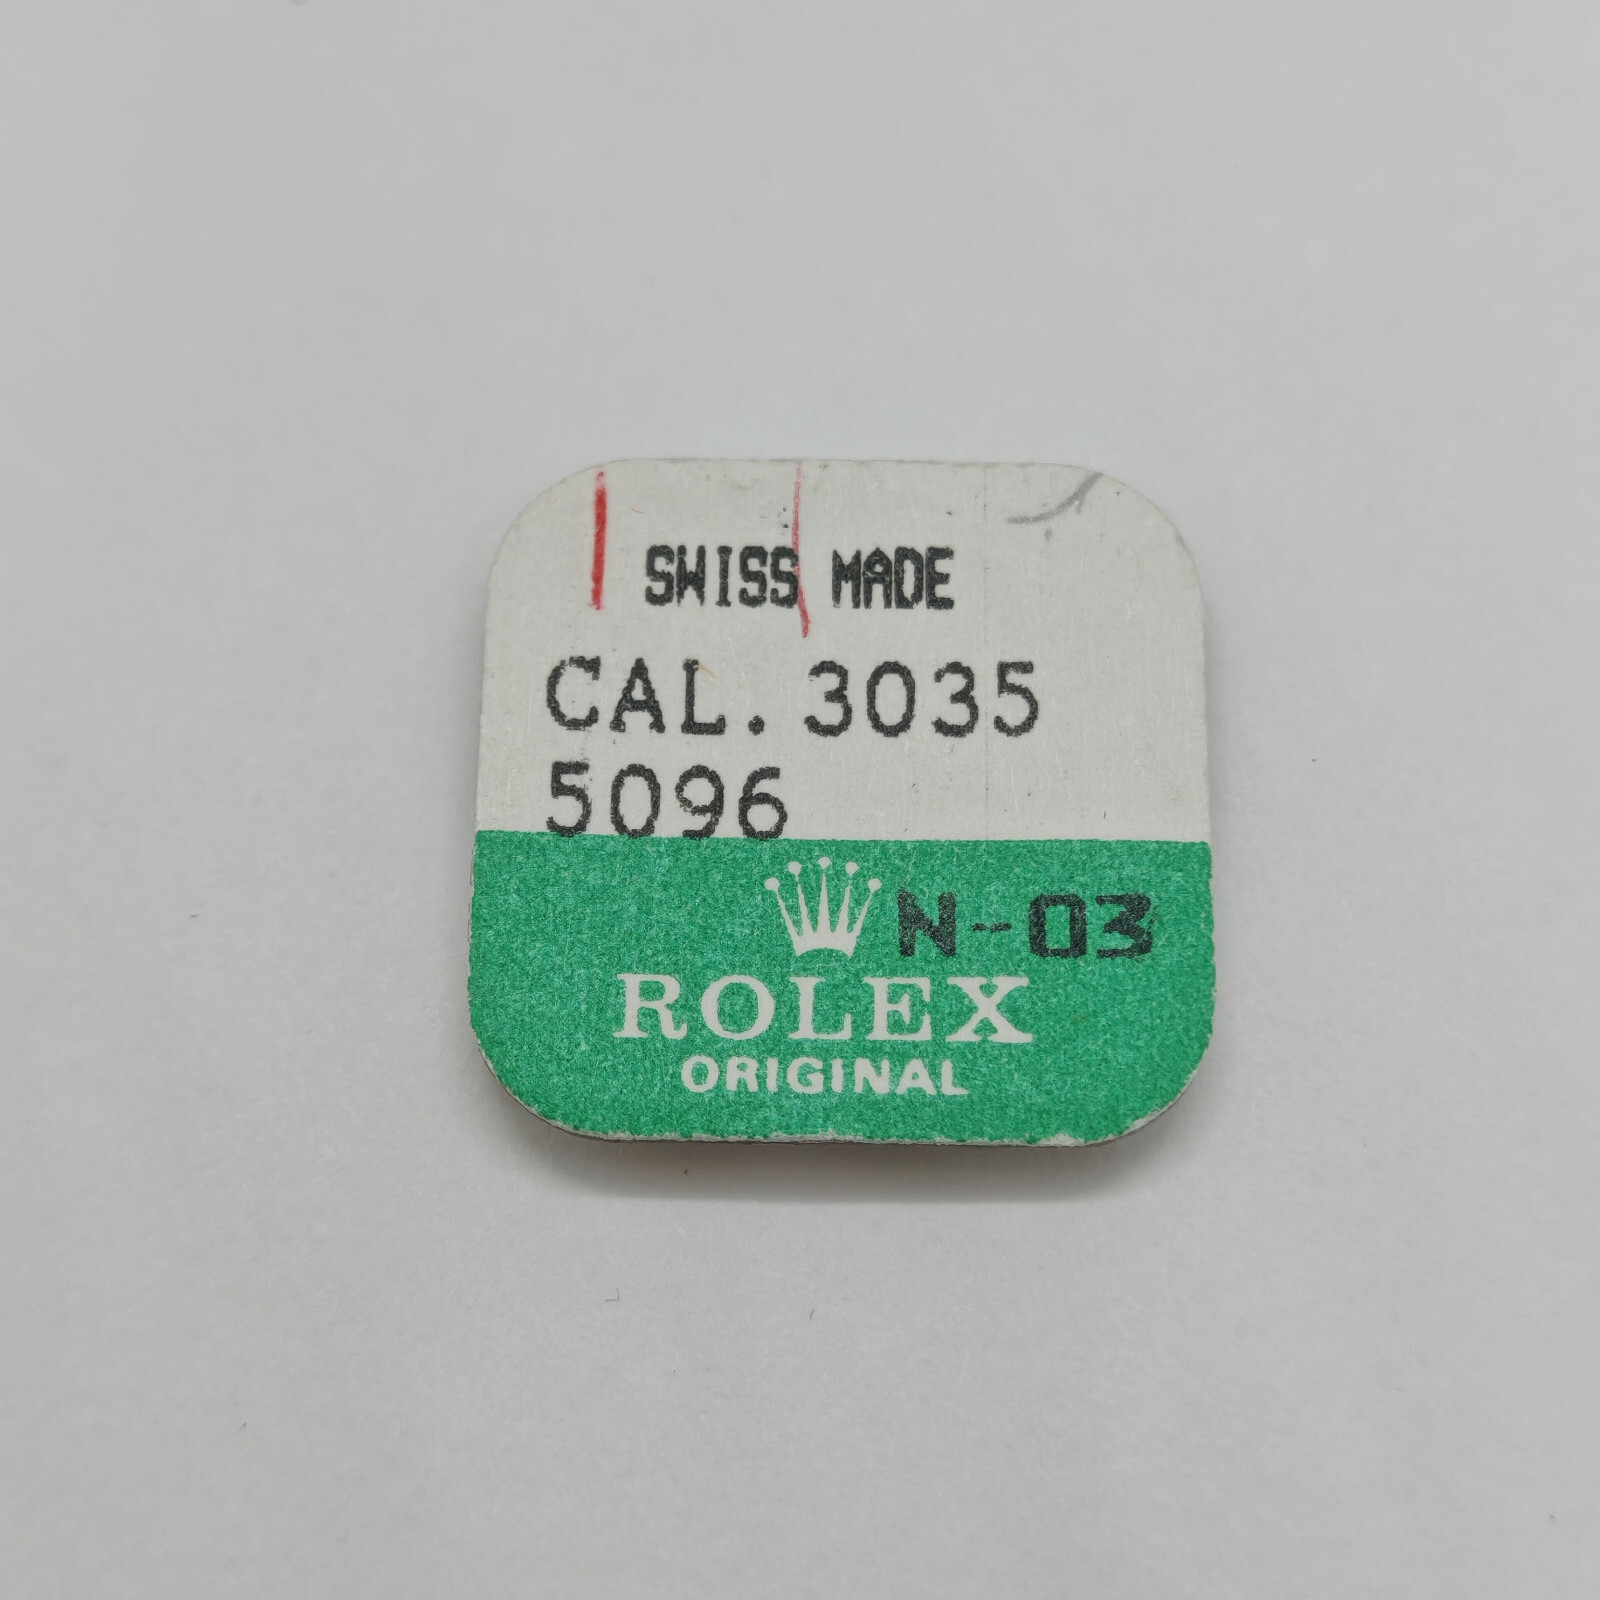 SWISS MADE
CAL. 3035
5096
N-03
ROLEX
ORIGINAL